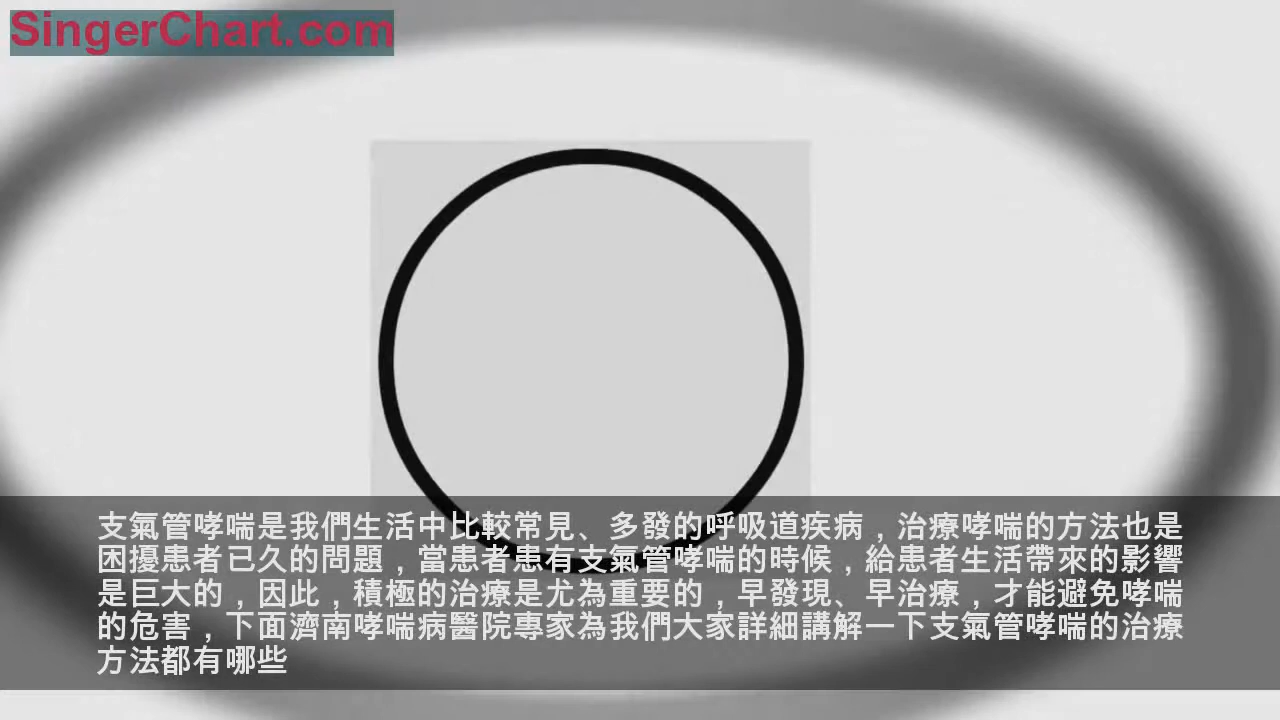 SingerChart.com
支氣管哮喘是我們生活中比較常見、多發的呼吸道疾病，治療哮喘的方法也是
困擾患者已久的問題，當患者患有支氣管哮喘的時候，給患者生活帶來的影響
是巨大的，因此，積極的治療是尤為重要的，早發現、早治療，才能避免哮喘
的危害，下面濟南哮喘病醫院專家為我們大家詳細講解一下支氣管哮喘的治療
方法都有哪些